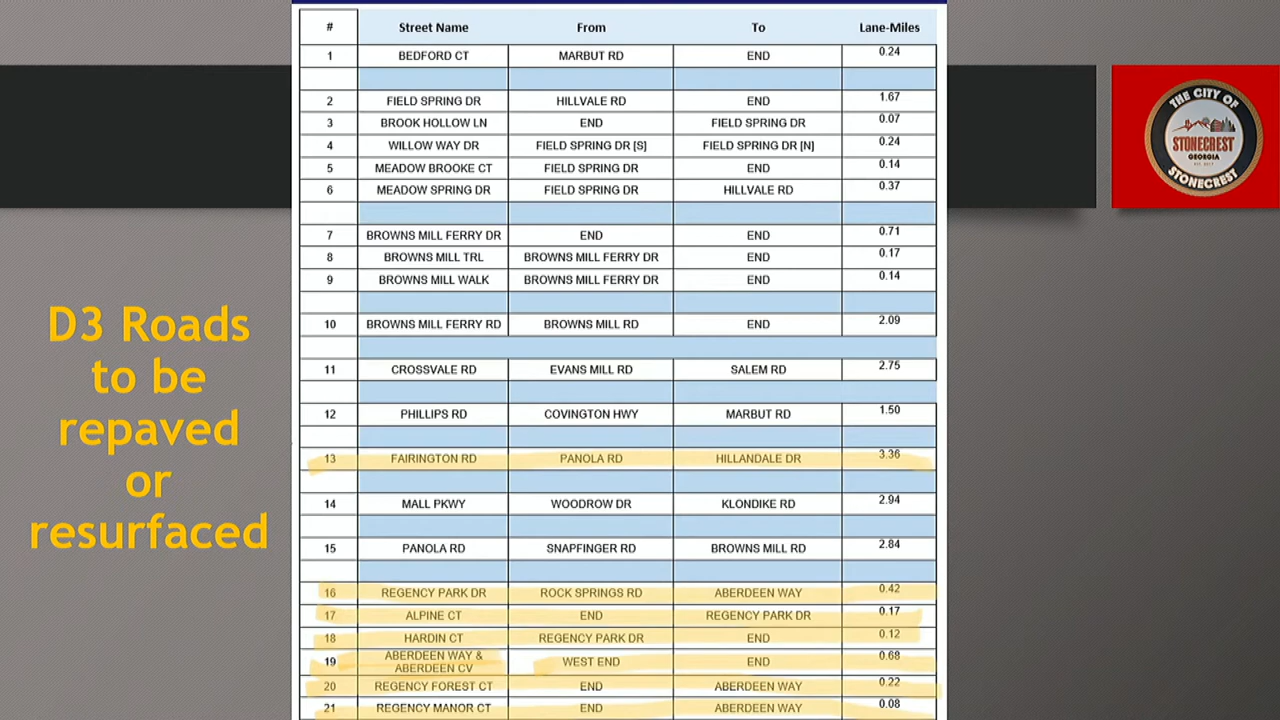 # Street Name From To Lane-Miles
1 BEDFORD CT MARBUT RD END 0.24
2 FIELD SPRING DR HILLVALE RD END 1.67
3 BROOK HOLLOW LN END FIELD SPRING DR 0.07
4 WILLOW WAY DR FIELD SPRING DR [S] FIELD SPRING DR [N] 0.24
5 MEADOW BROOKE CT FIELD SPRING DR END 0.14
6 MEADOW SPRING DR FIELD SPRING DR HILLVALE RD 0.37
7 BROWNS MILL FERRY DR END END 0.71
8 BROWNS MILL TRL BROWNS MILL FERRY DR END 0.17
9 BROWNS MILL WALK BROWNS MILL FERRY DR END 0.14
10 BROWNS MILL FERRY RD BROWNS MILL RD END 2.09
11 CROSSVALE RD EVANS MILL RD SALEM RD 2.75
12 PHILLIPS RD COVINGTON HWY MARBUT RD 1.50
13 FAIRINGTON RD PANOLA RD HILLANDALE DR 3.36
14 MALL PKWY WOODROW DR KLONDIKE RD 2.94
15 PANOLA RD SNAPFINGER RD BROWNS MILL RD 2.84
16 REGENCY PARK DR ROCK SPRINGS RD ABERDEEN WAY 0.42
17 ALPINE CT END REGENCY PARK DR 0.17
18 HARDIN CT REGENCY PARK DR END 0.12
19 ABERDEEN WAY &
ABERDEEN CV WEST END END 0.68
20 REGENCY FOREST CT END ABERDEEN WAY 0.22
21 REGENCY MANOR CT END ABERDEEN WAY 0.08
D3 Roads
to be
repaved
or
resurfaced
THE CITY OF
STONECREST
GEORGIA
STONECREST